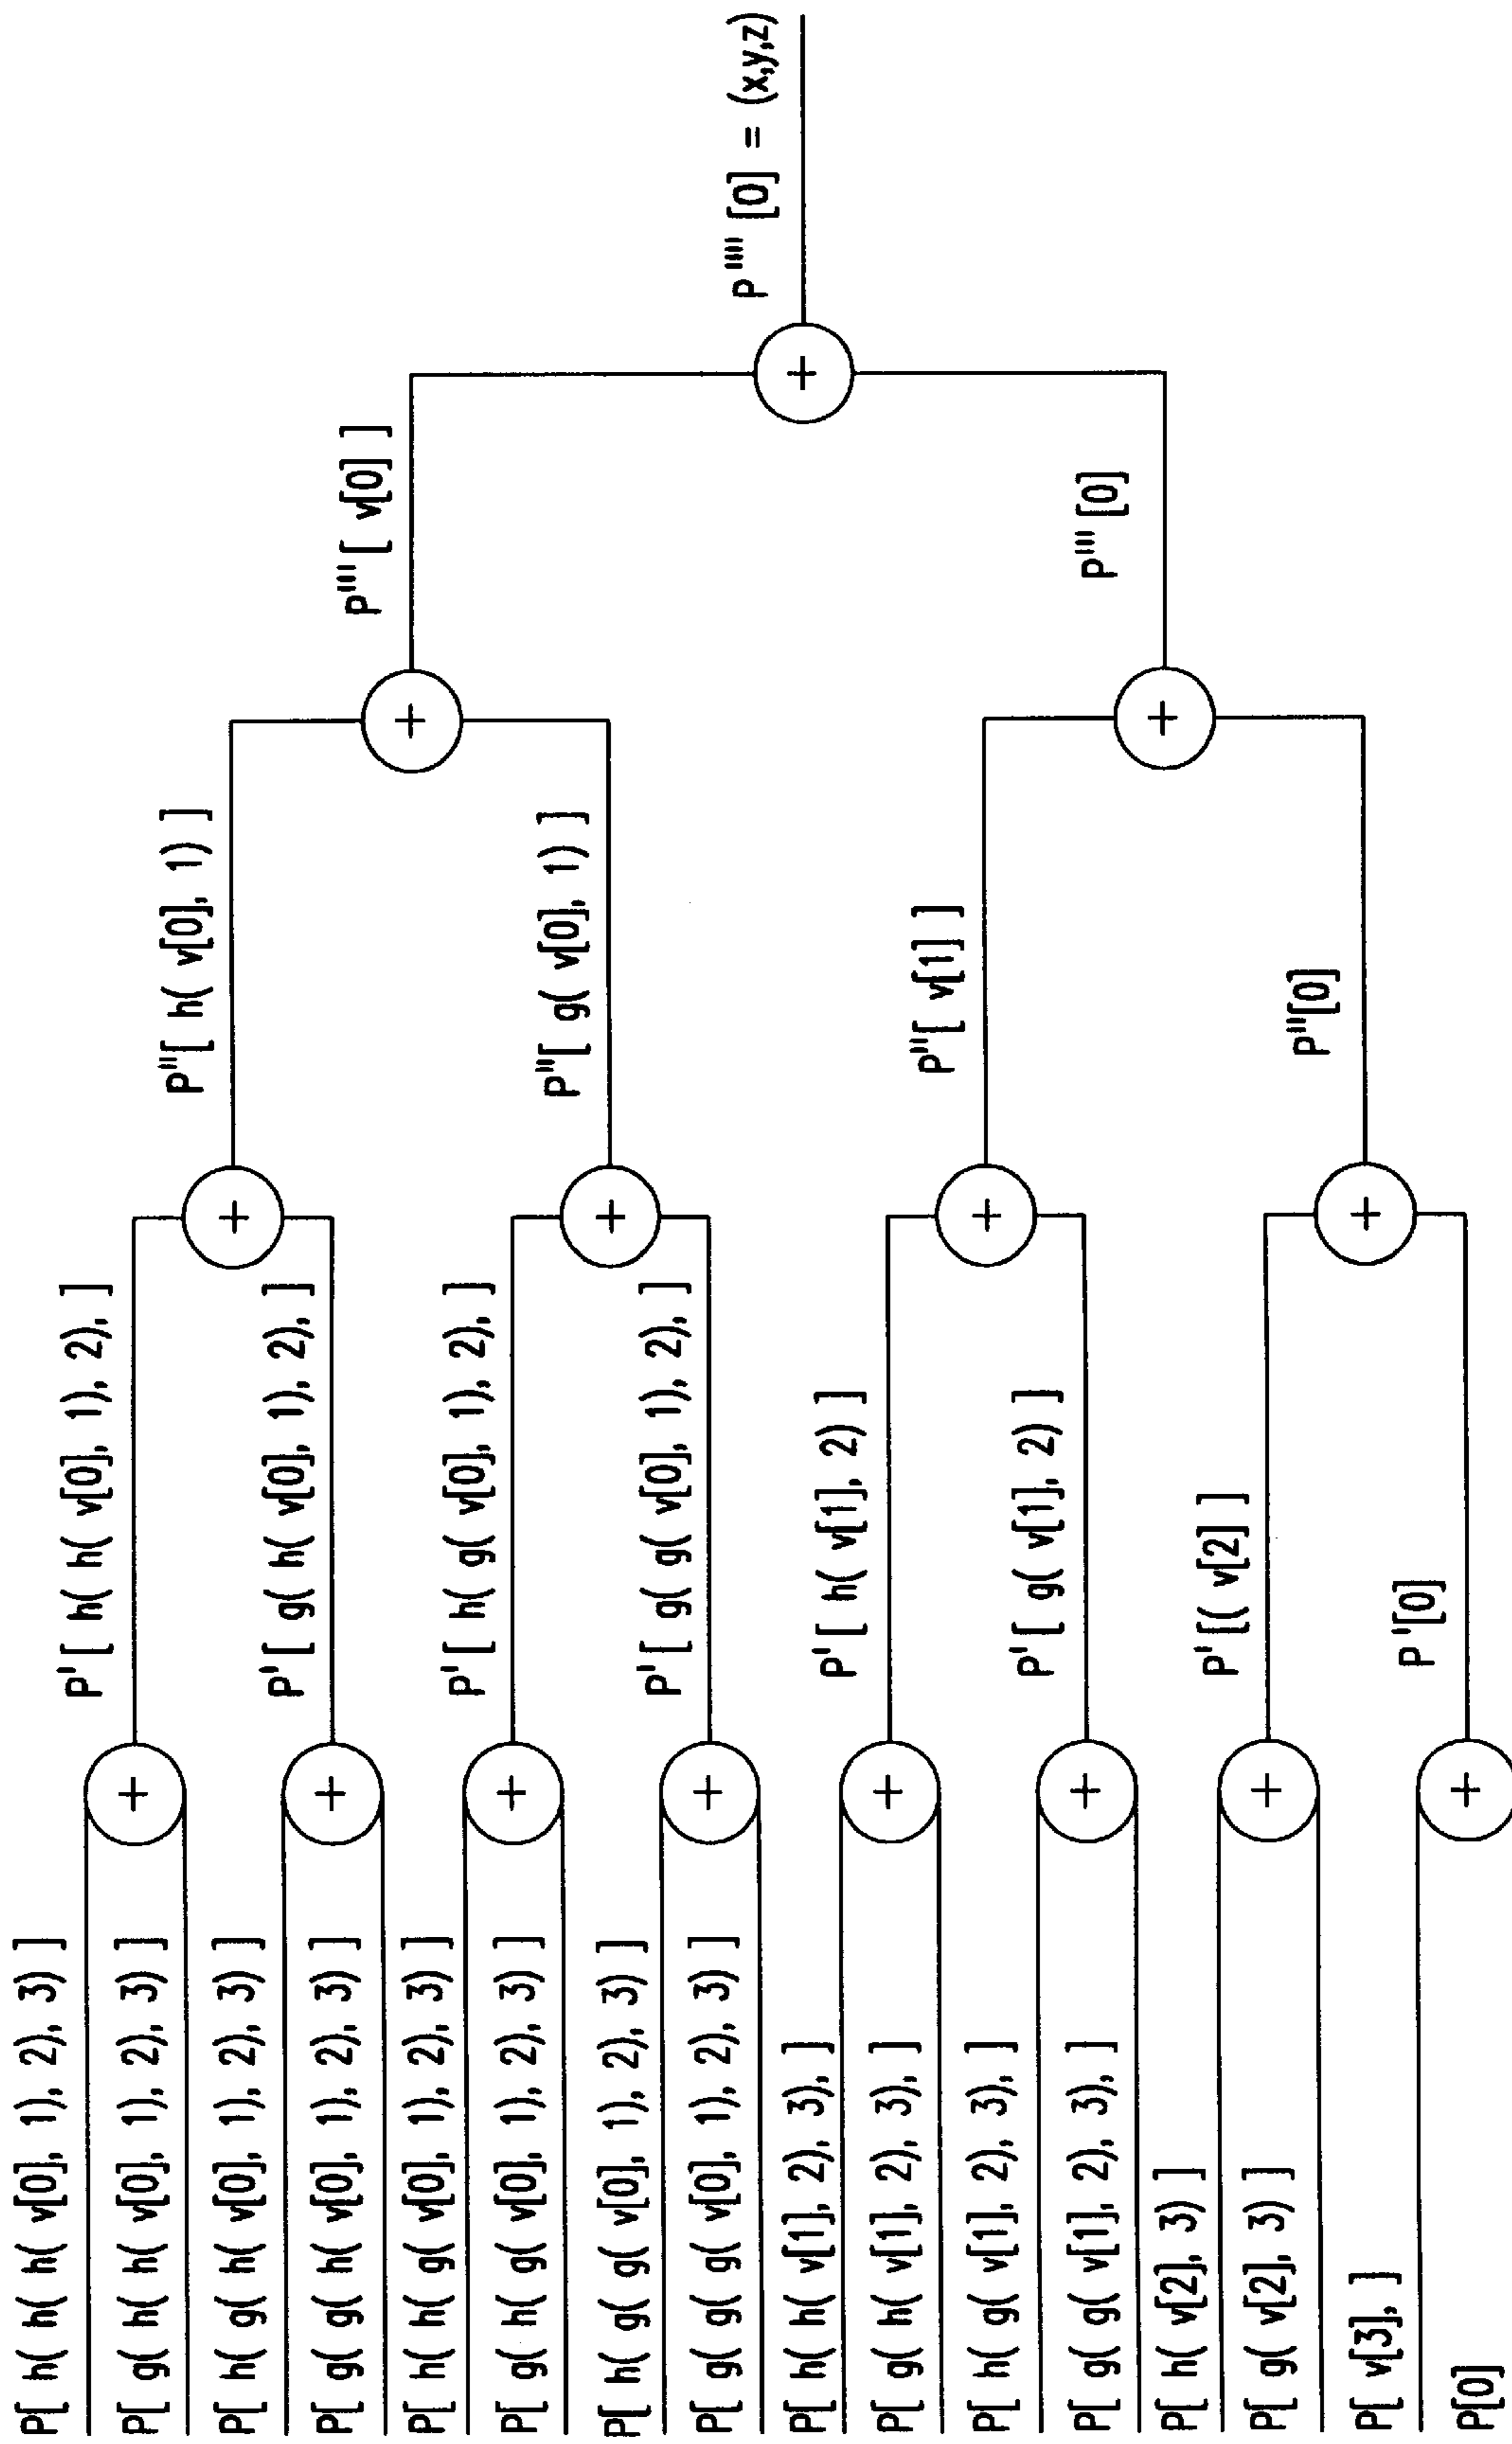 P[ h( h( h( v[0], 1), 2), 3) ]
P[ g( h( h( v[0], 1), 2), 3) ]
P[ h( g( h( v[0], 1), 2), 3) ]
P[ g( g( h( v[0], 1), 2), 3) ]
P[ h( h( g( v[0], 1), 2), 3) ]
P[ g( h( g( v[0], 1), 2), 3) ]
P[ h( g( g( v[0], 1), 2), 3) ]
P[ g( g( g( v[0], 1), 2), 3) ]
P[ h( h( v[1], 2), 3), ]
P[ g( h( v[1], 2), 3), ]
P[ h( g( v[1], 2), 3), ]
P[ g( g( v[1], 2), 3), ]
P[ h( v[2], 3) ]
P[ g( v[2], 3) ]
P[ v[3], ]
P[0]
+
+
+
+
+
+
+
+
P'[ h( h( v[0], 1), 2), ]
P'[ g( h( v[0], 1), 2), ]
P'[ h( g( v[0], 1), 2), ]
P'[ g( g( v[0], 1), 2), ]
P'[ h( v[1], 2) ]
P'[ g( v[1], 2) ]
P'[( v[2] ]
P'[0]
+
+
+
+
P''[ h( v[0], 1) ]
P''[ g( v[0], 1) ]
P''[ v[1] ]
P''[0]
+
+
P'''[ v[0] ]
P'''[0]
+
P''''[0] = (x,y,z)